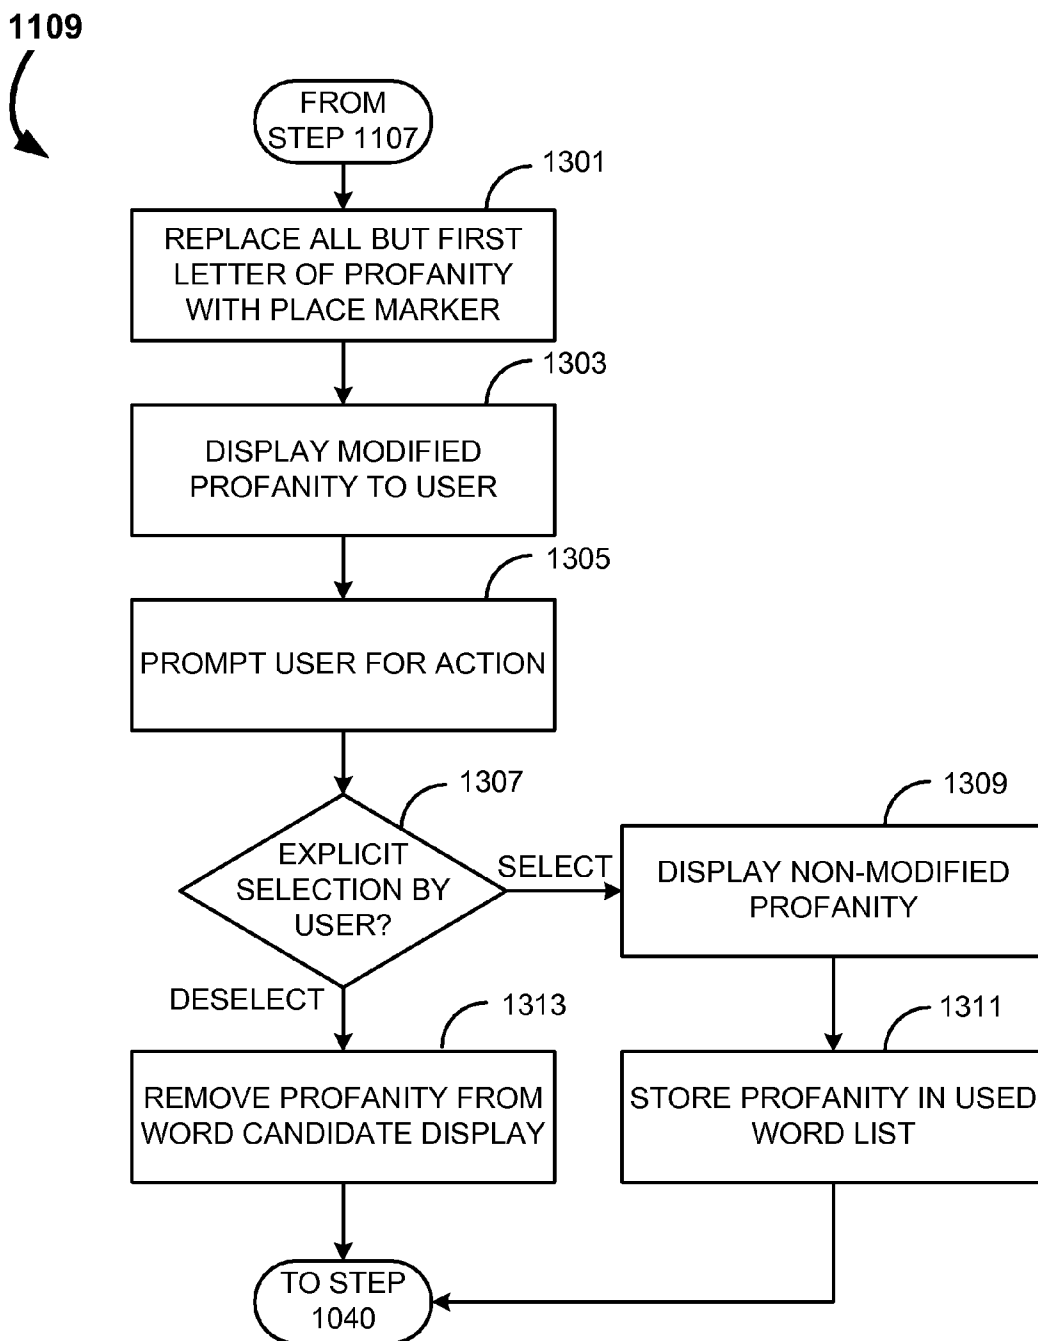 1109
FROM
STEP 1107
1301
REPLACE ALL BUT FIRST
LETTER OF PROFANITY
WITH PLACE MARKER
1303
DISPLAY MODIFIED
PROFANITY TO USER
1305
PROMPT USER FOR ACTION
1307
EXPLICIT
SELECTION BY
USER?
SELECT
1309
DISPLAY NON-MODIFIED
PROFANITY
DESELECT
1313
REMOVE PROFANITY FROM
WORD CANDIDATE DISPLAY
1311
STORE PROFANITY IN USED
WORD LIST
TO STEP
1040